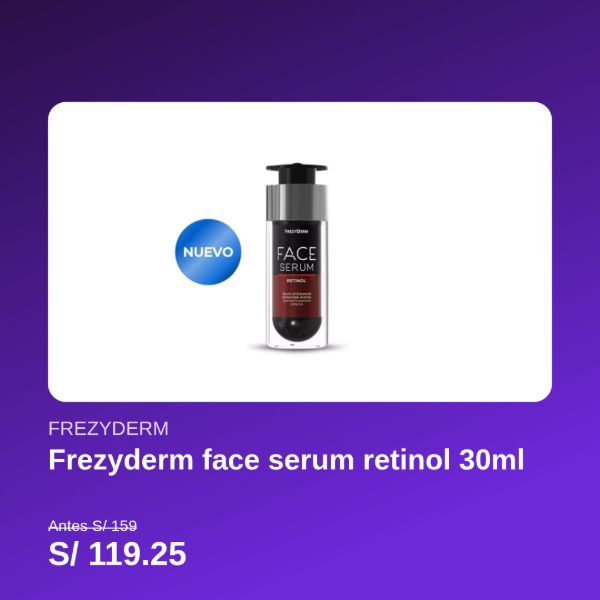 NUEVO
FREZYDERM
FACE
SERUM
RETINOL
FREZYDERM
Frezyderm face serum retinol 30ml
Antes S/ 159
S/ 119.25